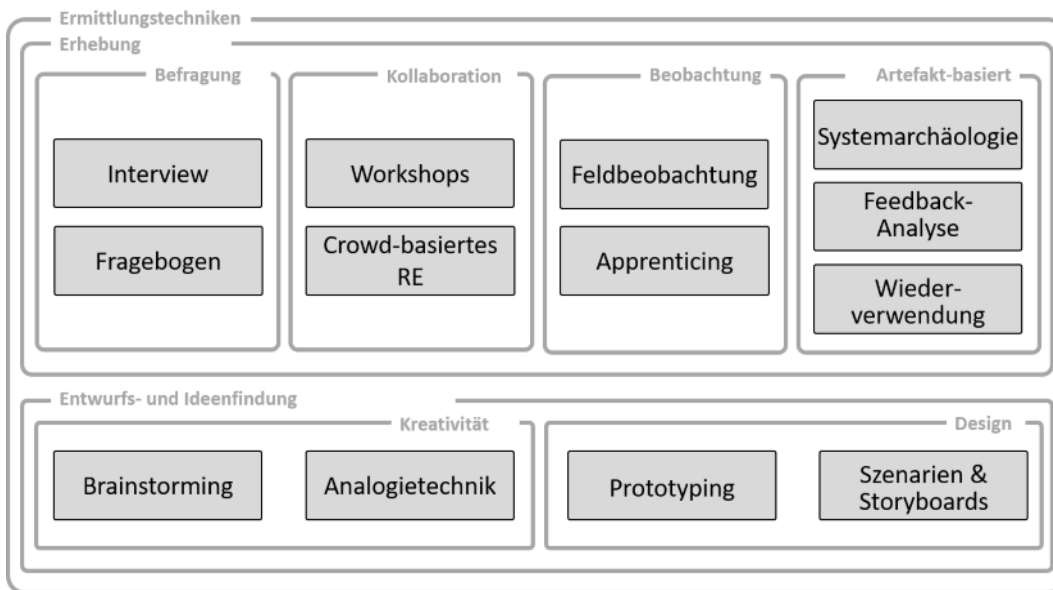 Ermittlungstechniken
Erhebung
Befragung
Kollaboration
Beobachtung
Artefakt-basiert
Interview
Fragebogen
Workshops
Crowd-basiertes
RE
Feldbeobachtung
Apprenticing
Systemarchäologie
Feedback-
Analyse
Wieder-
verwendung
Entwurfs- und Ideenfindung
Kreativität
Design
Brainstorming
Analogietechnik
Prototyping
Szenarien &
Storyboards